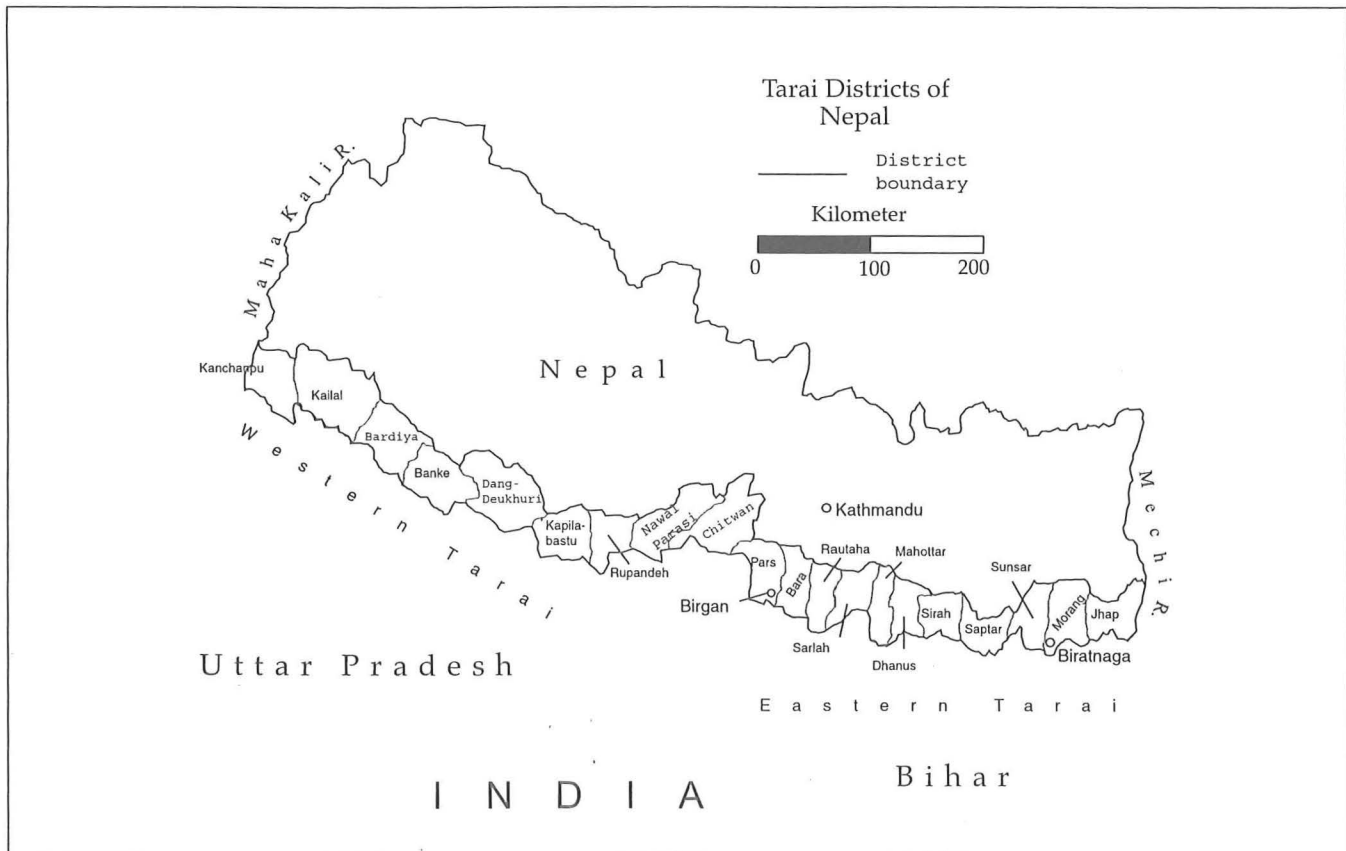 Tarai Districts of
Nepal
District
boundary
Kilometer
0 100 200
Maha Kali R.
Nepal
Kanchanpu
Kailal
Bardiya
Banke
Dang-
Deukhuri
Kapila-
bastu
Rupandeh
Nawal
Parasi
Chitwan
Kathmandu
Pars
Bara
Rautaha
Mahottar
Sunsar
Birgan
Sarlah
Dhanus
Sirah
Saptar
Morang
Jhap
Biratnaga
Mechi R.
Western Tarai
Eastern Tarai
Uttar Pradesh
Bihar
INDIA